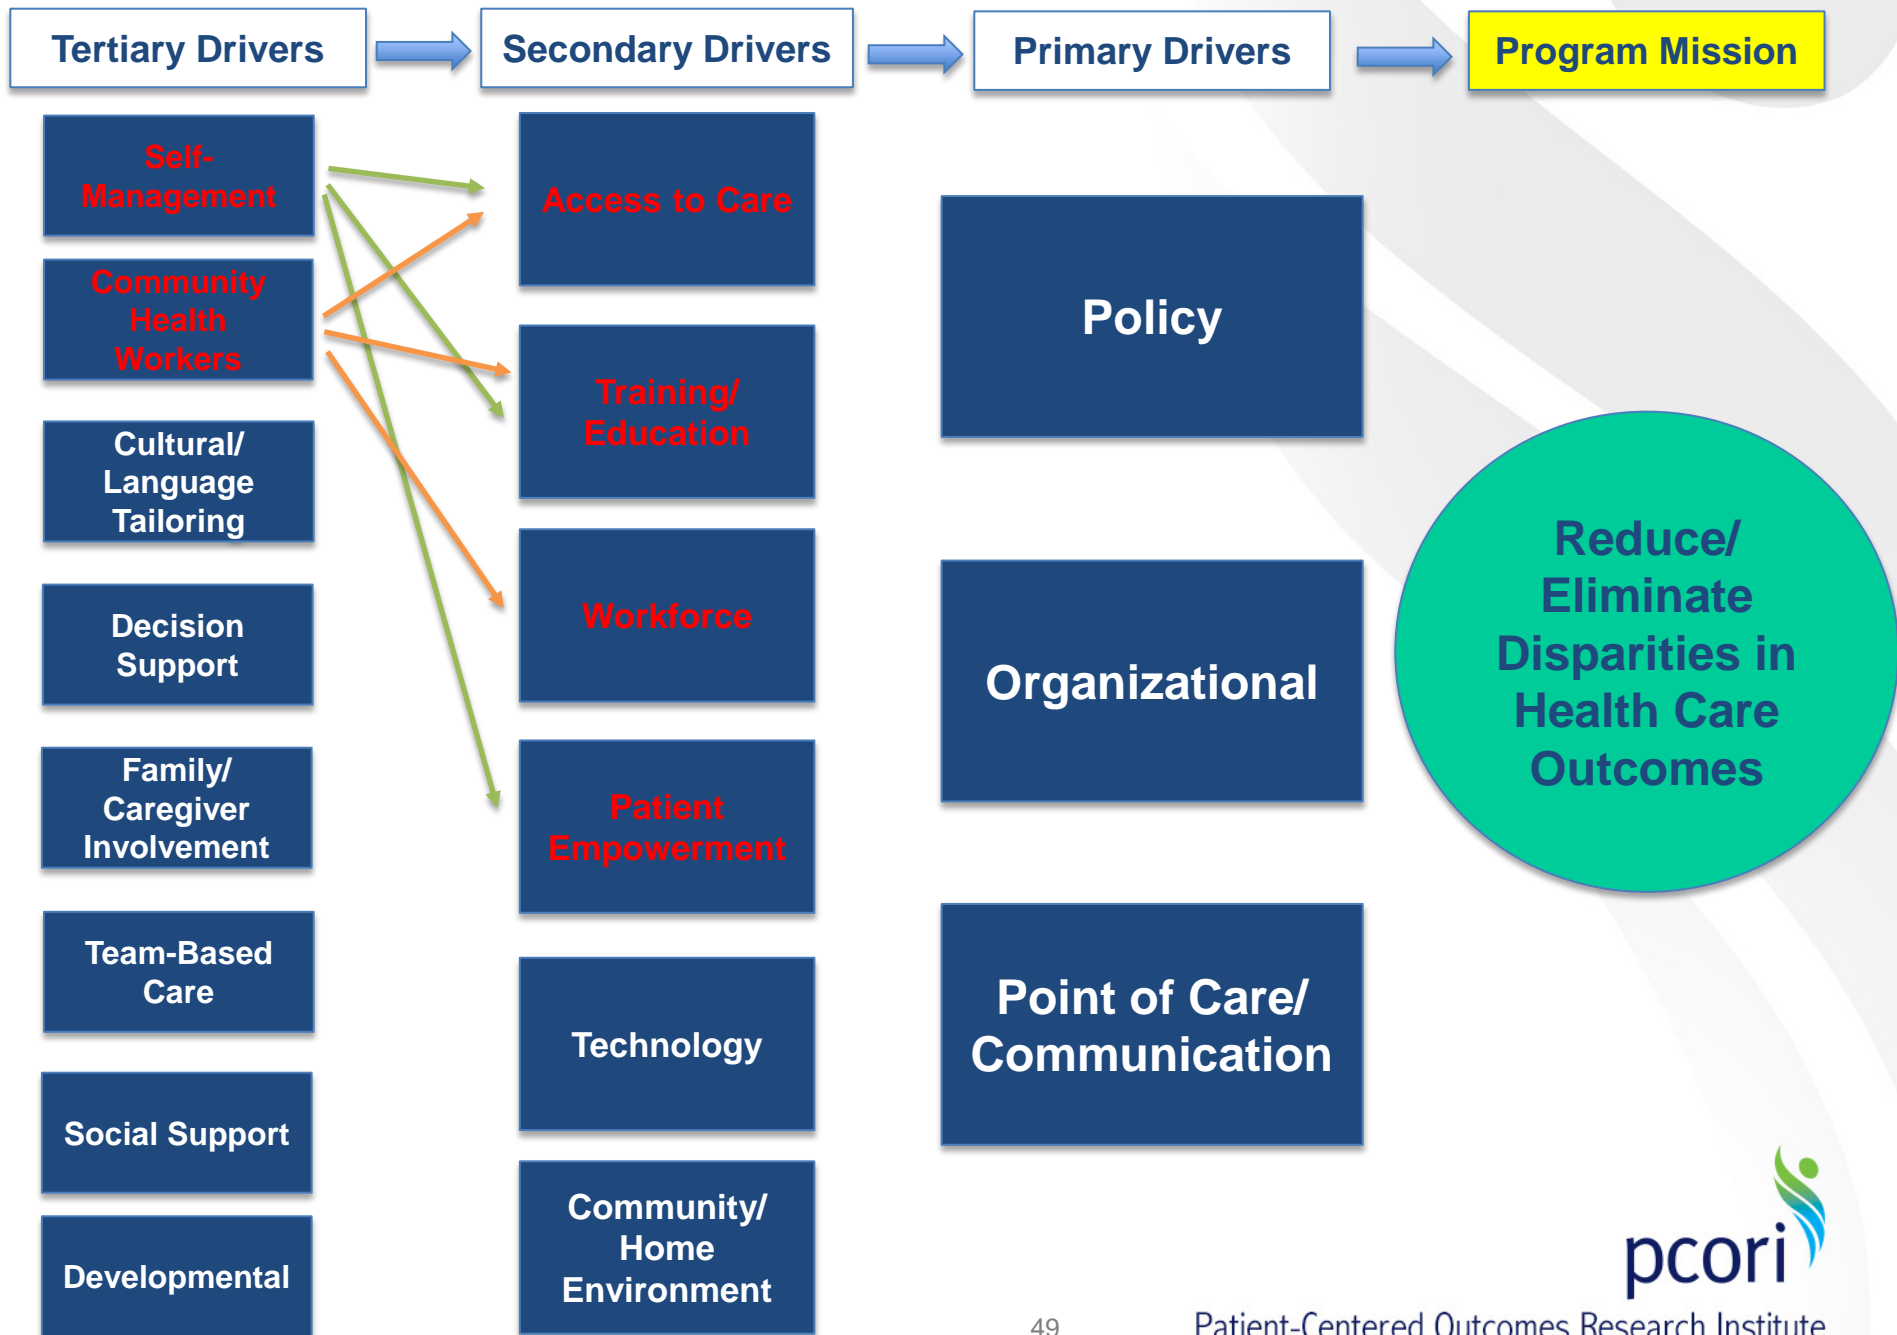 Tertiary Drivers
Secondary Drivers
Primary Drivers
Program Mission
Self-
Management
Community
Health
Workers
Cultural/
Language
Tailoring
Decision
Support
Family/
Caregiver
Involvement
Team-Based
Care
Social Support
Developmental
Access to Care
Training/
Education
Workforce
Patient
Empowerment
Technology
Community/
Home
Environment
Policy
Organizational
Point of Care/
Communication
Reduce/
Eliminate
Disparities in
Health Care
Outcomes
pcori
Patient-Centered Outcomes Research Institute
49